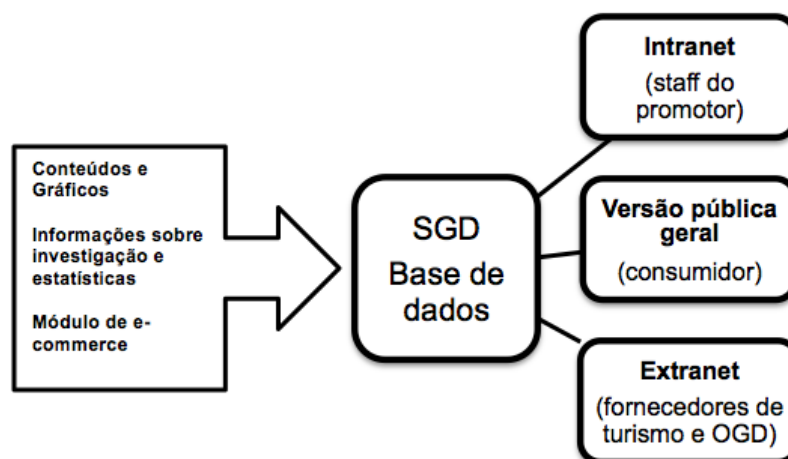 Conteúdos e
Gráficos
Informações sobre
investigação e
estatísticas
Módulo de e-
commerce
SGD
Base de
dados
Intranet
(staff do
promotor)
Versão pública
geral
(consumidor)
Extranet
(fornecedores de
turismo e OGD)